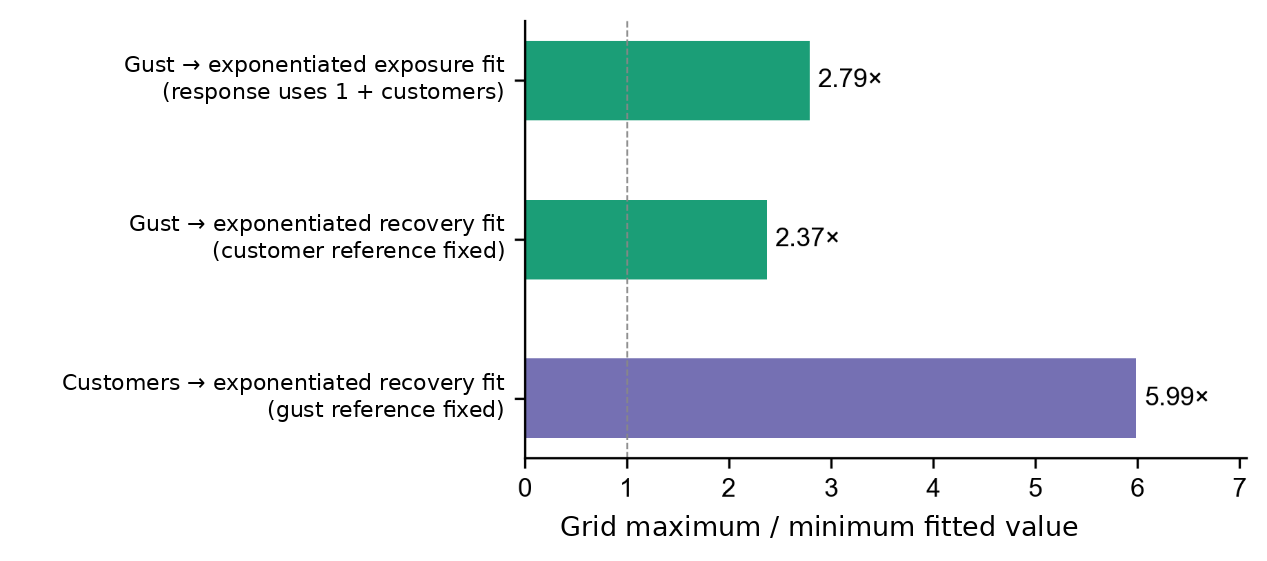 Gust → exponentiated exposure fit
(response uses 1 + customers)
2.79×
Gust → exponentiated recovery fit
(customer reference fixed)
2.37×
Customers → exponentiated recovery fit
(gust reference fixed)
5.99×
0 1 2 3 4 5 6 7
Grid maximum / minimum fitted value